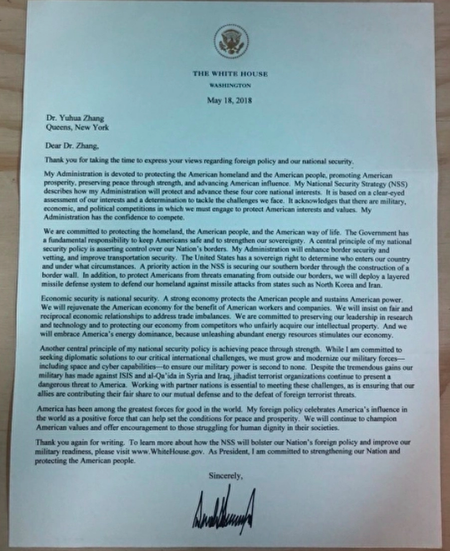 THE WHITE HOUSE
WASHINGTON
May 18, 2018
Dr. Yuhua Zhang
Queens, New York
Dear Dr. Zhang,
Thank you for taking the time to express your views regarding foreign policy and our national security.
My Administration is devoted to protecting the American homeland and the American people, promoting American
prosperity, preserving peace through strength, and advancing American influence. My National Security Strategy (NSS)
describes how my Administration will protect and advance these four core national interests. It is based on a clear-eyed
assessment of our interests and a determination to tackle the challenges we face. It acknowledges that there are military,
economic, and political competitions in which we must engage to protect American interests and values. My
Administration has the confidence to compete.
We are committed to protecting the homeland, the American people, and the American way of life. The Government has
a fundamental responsibility to keep Americans safe and to strengthen our sovereignty. A central principle of my national
security policy is asserting control over our Nation's borders. My Administration will enhance border security and
vetting, and improve transportation security. The United States has a sovereign right to determine who enters our country
and under what circumstances. A priority action in the NSS is securing our southern border through the construction of a
border wall. In addition, to protect Americans from threats emanating from outside our borders, we will deploy a layered
missile defense system to defend our homeland against missile attacks from states such as North Korea and Iran.
Economic security is national security. A strong economy protects the American people and sustains American power.
We will rejuvenate the American economy for the benefit of American workers and companies. We will insist on fair and
reciprocal economic relationships to address trade imbalances. We are committed to preserving our leadership in research
and technology and to protecting our economy from competitors who unfairly acquire our intellectual property. And we
will embrace America's energy dominance, because unleashing abundant energy resources stimulates our economy.
Another central principle of my national security policy is achieving peace through strength. While I am committed to
seeking diplomatic solutions to our critical international challenges, we must grow and modernize our military forces—
including space and cyber capabilities—to ensure our military power is second to none. Despite the tremendous gains our
military has made against ISIS and al-Qa'ida in Syria and Iraq, jihadist terrorist organizations continue to present a
dangerous threat to America. Working with partner nations is essential to meeting these challenges, as is ensuring that our
allies are contributing their fair share to our mutual defense and to the defeat of foreign terrorist threats.
America has been among the greatest forces for good in the world. My foreign policy celebrates America's influence in
the world as a positive force that can help set the conditions for peace and prosperity. We will continue to champion
American values and offer encouragement to those struggling for human dignity in their societies.
Thank you again for writing. To learn more about how the NSS will bolster our Nation's foreign policy and improve our
military readiness, please visit www.WhiteHouse.gov. As President, I am committed to strengthening our Nation and
protecting the American people.
Sincerely,